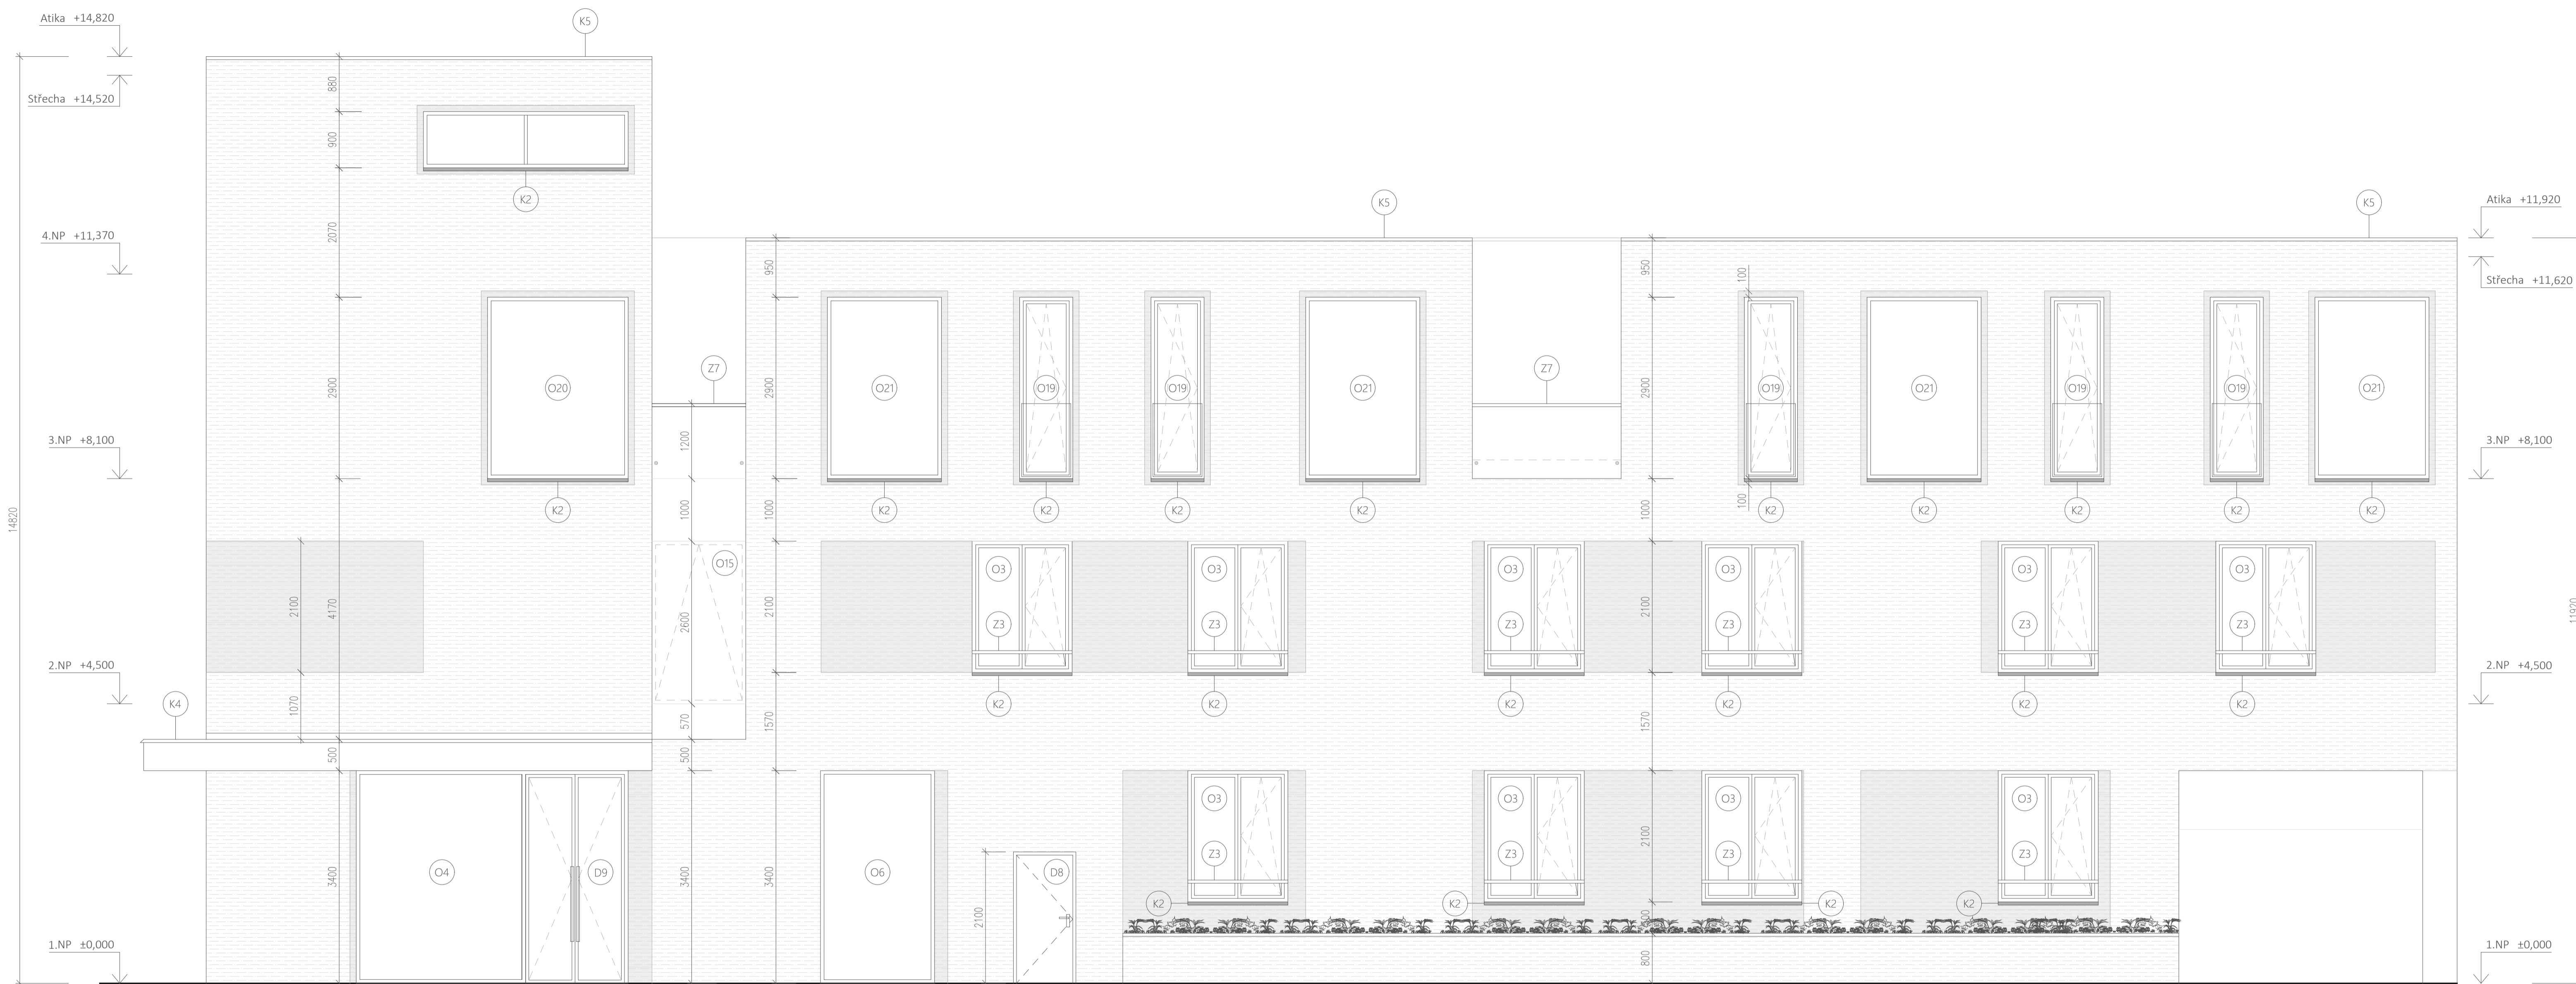 Atika +14,820
K5
Střecha +14,520
880
900
K2
2070
4.NP +11,370
K5
K5
Atika +11,920
Střecha +11,620
950
950
100
2900
O20
Z7
2900
O21
O19
O19
O21
Z7
2900
O19
O21
O19
O19
O21
3.NP +8,100
1200
3.NP +8,100
K2
1000
1000
K2
K2
K2
K2
1000
100
K2
K2
K2
K2
K2
14820
2100
4170
O15
2600
2100
O3
Z3
O3
Z3
O3
Z3
2100
O3
Z3
O3
Z3
O3
Z3
11920
2.NP +4,500
2.NP +4,500
K4
1070
570
1570
K2
K2
K2
1570
K2
K2
K2
500
500
3400
O4
D9
3400
3400
O6
2100
D8
O3
Z3
O3
Z3
2100
O3
Z3
O3
Z3
K2
K2
K2
K2
1.NP ±0,000
800
1.NP ±0,000